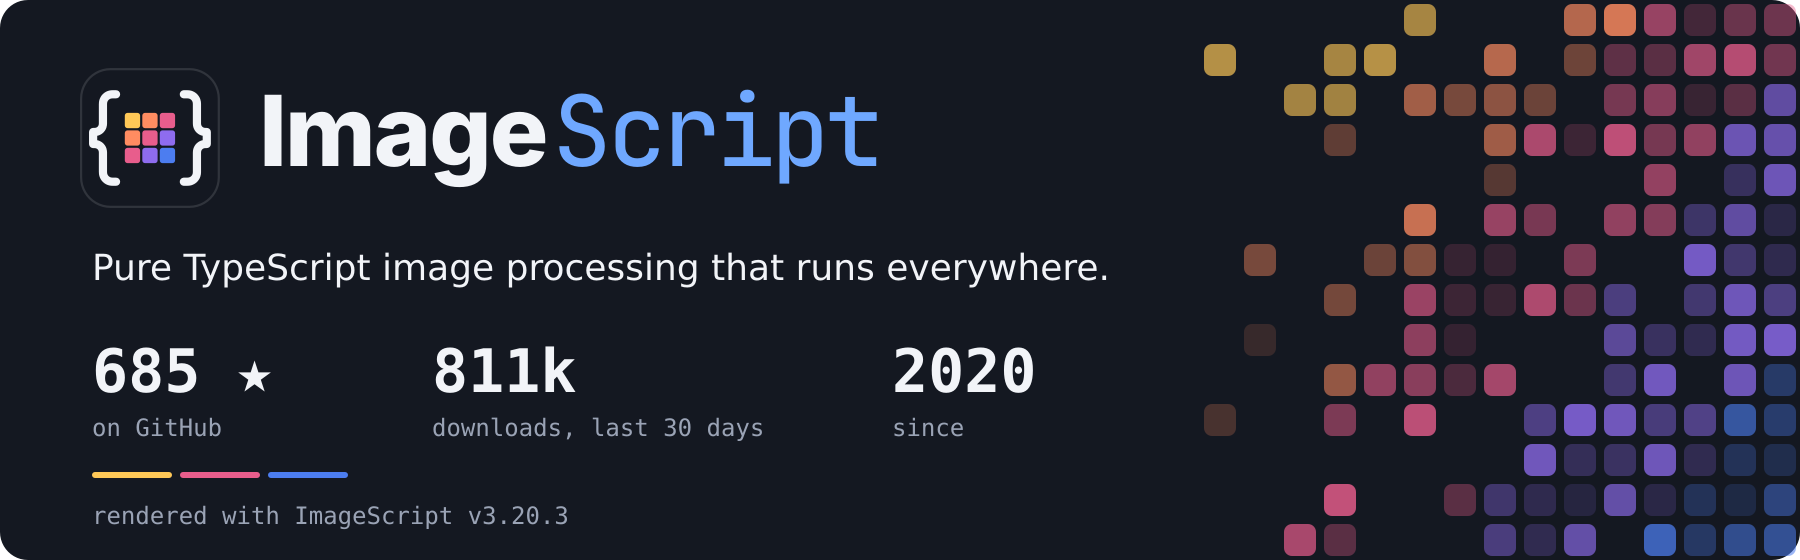 ImageScript
Pure TypeScript image processing that runs everywhere.
685 ★
on GitHub
811k
downloads, last 30 days
2020
since
rendered with ImageScript v3.20.3